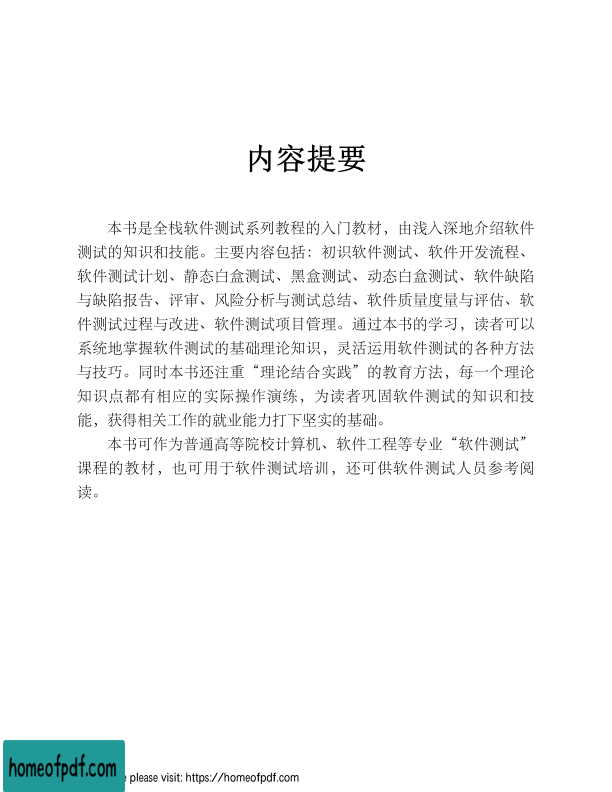 内容提要
本书是全栈软件测试系列教程的入门教材，由浅入深地介绍软件
测试的知识和技能。主要内容包括：初识软件测试、软件开发流程、
软件测试计划、静态白盒测试、黑盒测试、动态白盒测试、软件缺陷
与缺陷报告、评审、风险分析与测试总结、软件质量度量与评估、软
件测试过程与改进、软件测试项目管理。通过本书的学习，读者可以
系统地掌握软件测试的基础理论知识，灵活运用软件测试的各种方法
与技巧。同时本书还注重“理论结合实践”的教育方法，每一个理论
知识点都有相应的实际操作演练，为读者巩固软件测试的知识和技
能，获得相关工作的就业能力打下坚实的基础。
本书可作为普通高等院校计算机、软件工程等专业“软件测试”
课程的教材，也可用于软件测试培训，还可供软件测试人员参考阅
读。
homeofpdf.com
e please visit: https://homeofpdf.com